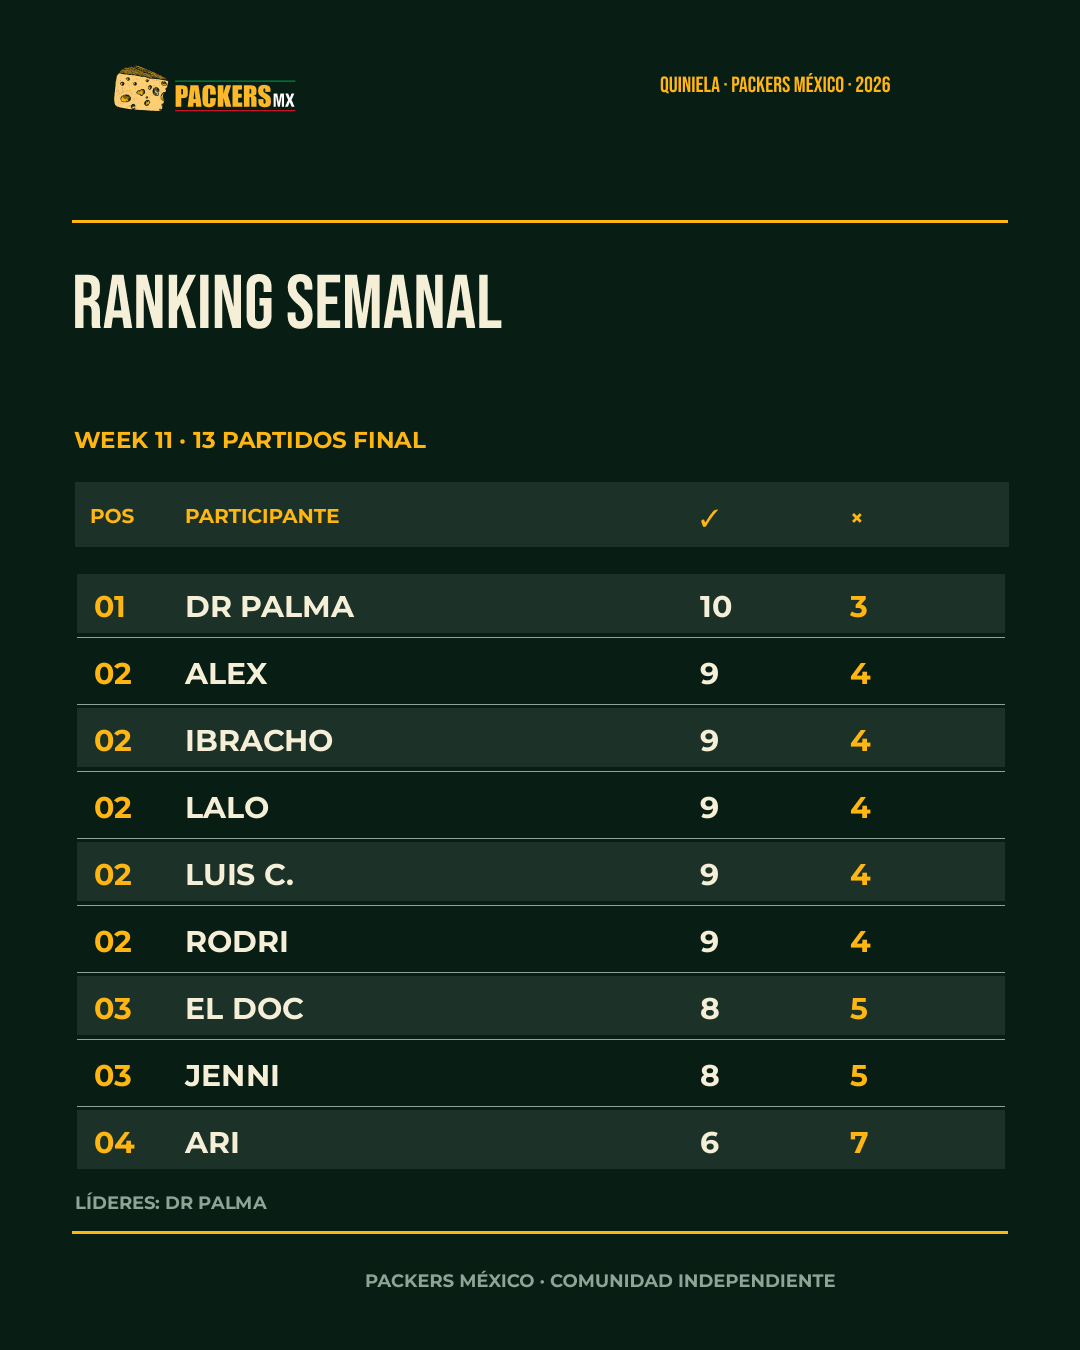 PACKERSMX
QUINIELA · PACKERS MÉXICO · 2026
RANKING SEMANAL
WEEK 11 · 13 PARTIDOS FINAL
POS PARTICIPANTE ✓ ×
01 DR PALMA 10 3
02 ALEX 9 4
02 IBRACHO 9 4
02 LALO 9 4
02 LUIS C. 9 4
02 RODRI 9 4
03 EL DOC 8 5
03 JENNI 8 5
04 ARI 6 7
LÍDERES: DR PALMA
PACKERS MÉXICO · COMUNIDAD INDEPENDIENTE